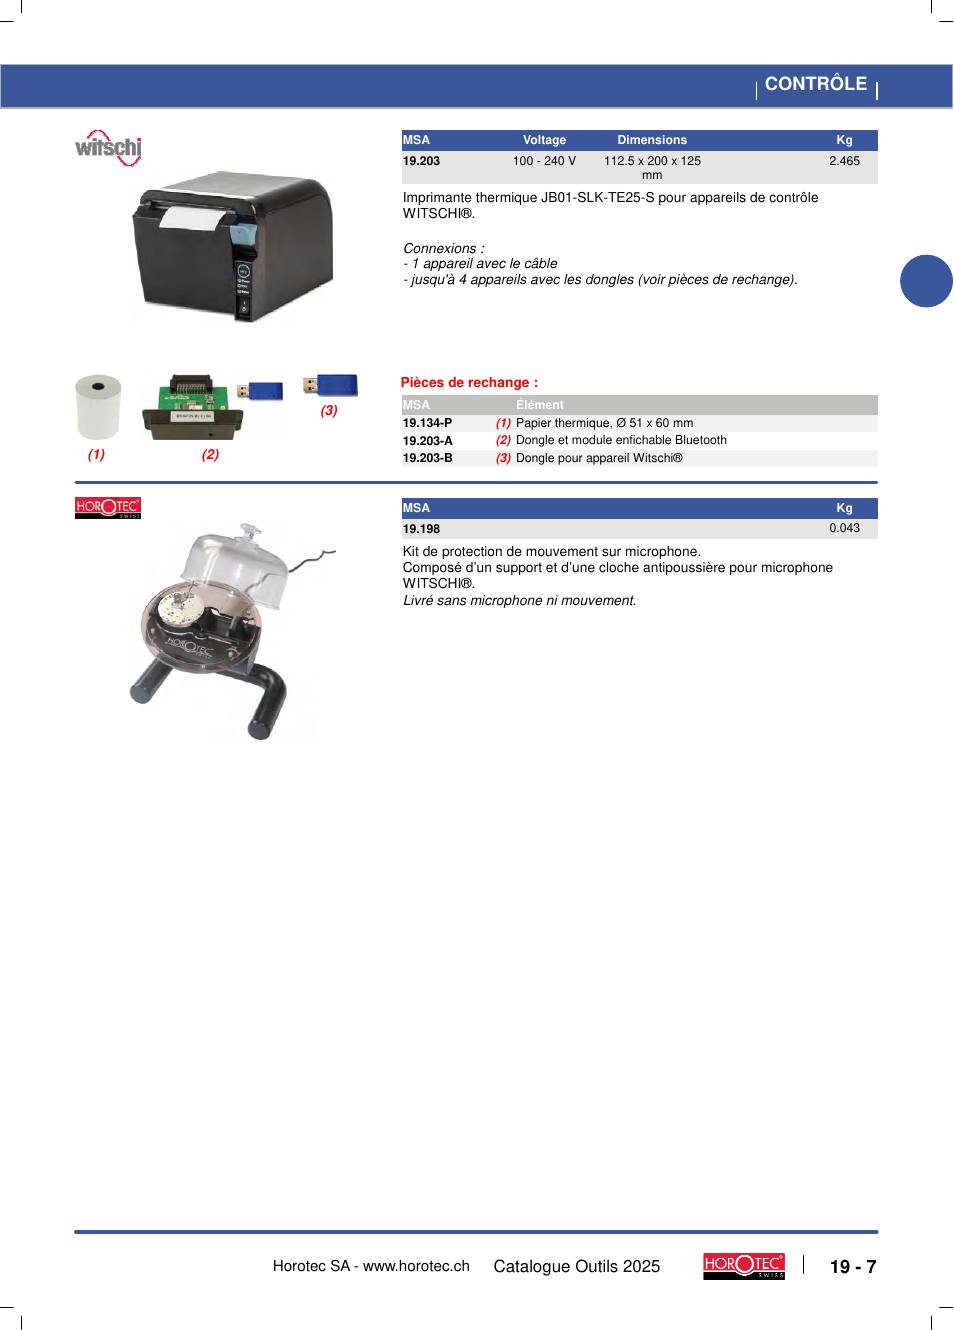 CONTRÔLE
witschi
MSA Voltage Dimensions Kg
19.203 100 - 240 V 112.5 x 200 x 125 mm 2.465
Imprimante thermique JB01-SLK-TE25-S pour appareils de contrôle
WITSCHI®.
Connexions :
- 1 appareil avec le câble
- jusqu'à 4 appareils avec les dongles (voir pièces de rechange).
(1)
(2)
(3)
Pièces de rechange :
MSA Élément
19.134-P (1) Papier thermique, Ø 51 x 60 mm
19.203-A (2) Dongle et module enfichable Bluetooth
19.203-B (3) Dongle pour appareil Witschi®
HOROTEC®
SWISS
HOROTEC
MSA Kg
19.198 0.043
Kit de protection de mouvement sur microphone.
Composé d'un support et d'une cloche antipoussière pour microphone
WITSCHI®.
Livré sans microphone ni mouvement.
Horotec SA - www.horotec.ch Catalogue Outils 2025 HOROTEC® SWISS 19 - 7